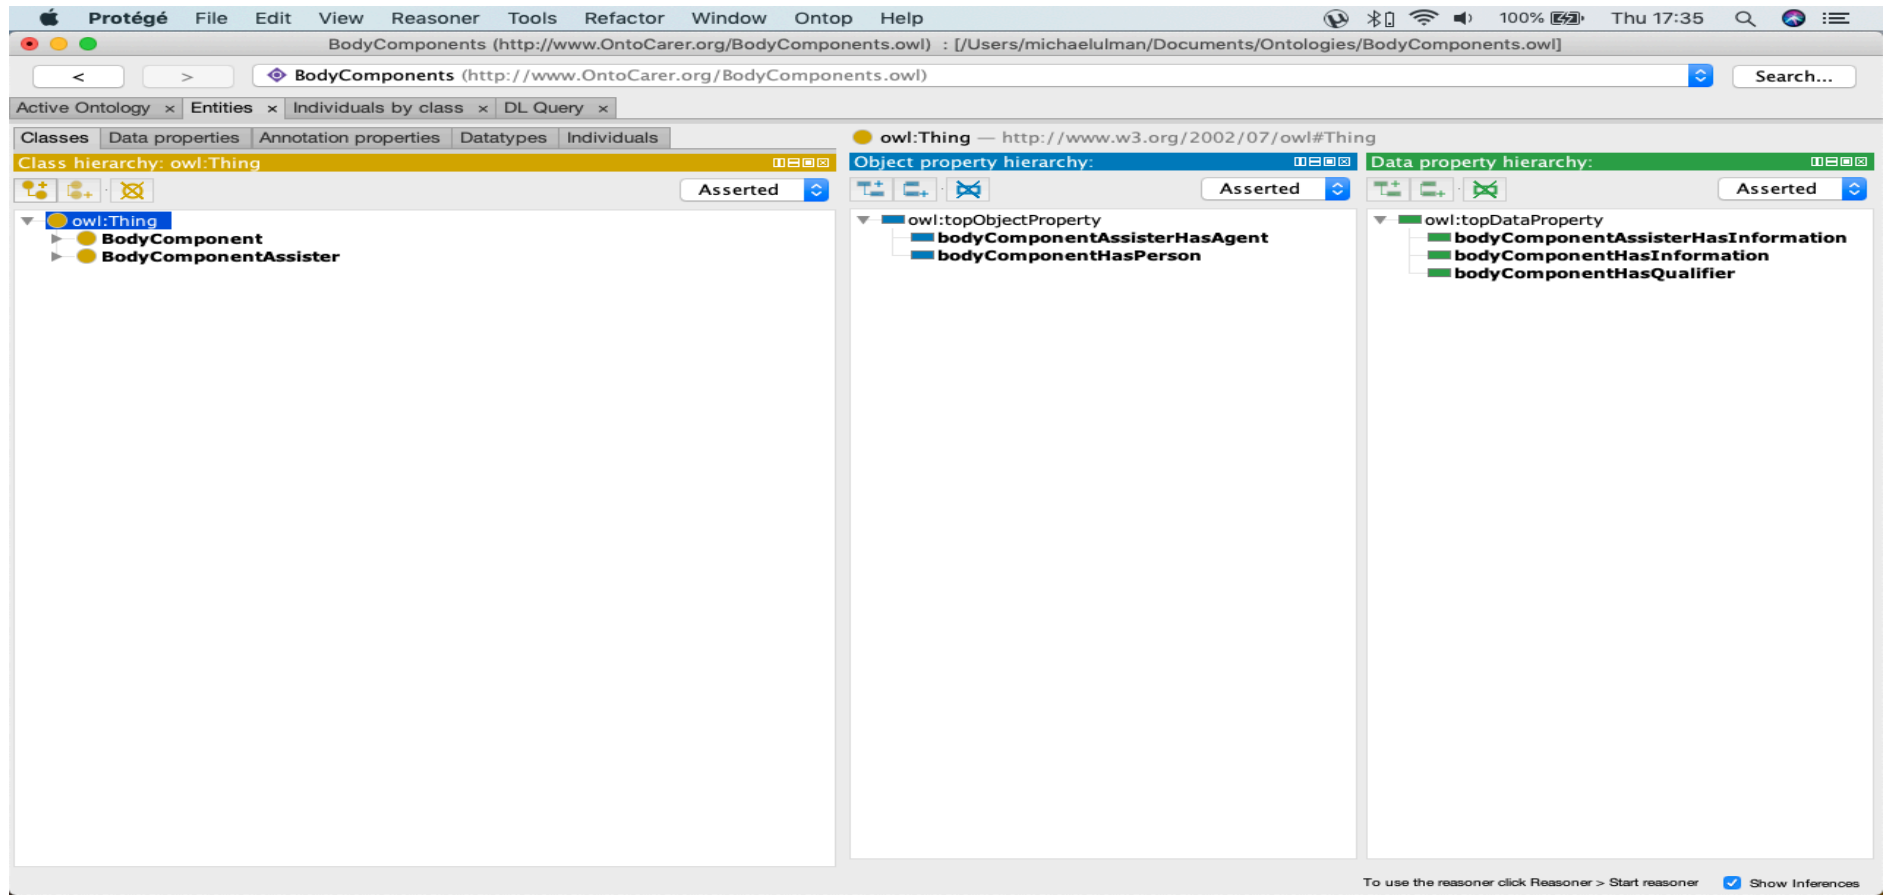 Protégé File Edit View Reasoner Tools Refactor Window Ontop Help 100% Thu 17:35
BodyComponents (http://www.OntoCarer.org/BodyComponents.owl) : [/Users/michaelulman/Documents/Ontologies/BodyComponents.owl]
< > BodyComponents (http://www.OntoCarer.org/BodyComponents.owl) Search...
Active Ontology × Entities × Individuals by class × DL Query ×
Classes Data properties Annotation properties Datatypes Individuals
Class hierarchy: owl:Thing
Asserted
owl:Thing
BodyComponent
BodyComponentAssister
owl:Thing — http://www.w3.org/2002/07/owl#Thing
Object property hierarchy:
Asserted
owl:topObjectProperty
bodyComponentAssisterHasAgent
bodyComponentHasPerson
Data property hierarchy:
Asserted
owl:topDataProperty
bodyComponentAssisterHasInformation
bodyComponentHasInformation
bodyComponentHasQualifier
To use the reasoner click Reasoner > Start reasoner Show Inferences